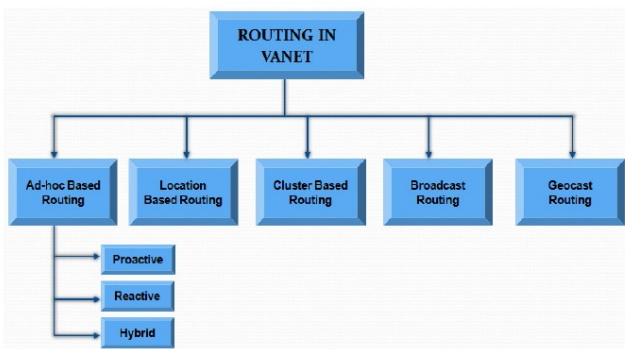 ROUTING IN
VANET
Ad-hoc Based
Routing
Location
Based Routing
Cluster Based
Routing
Broadcast
Routing
Geocast
Routing
Proactive
Reactive
Hybrid